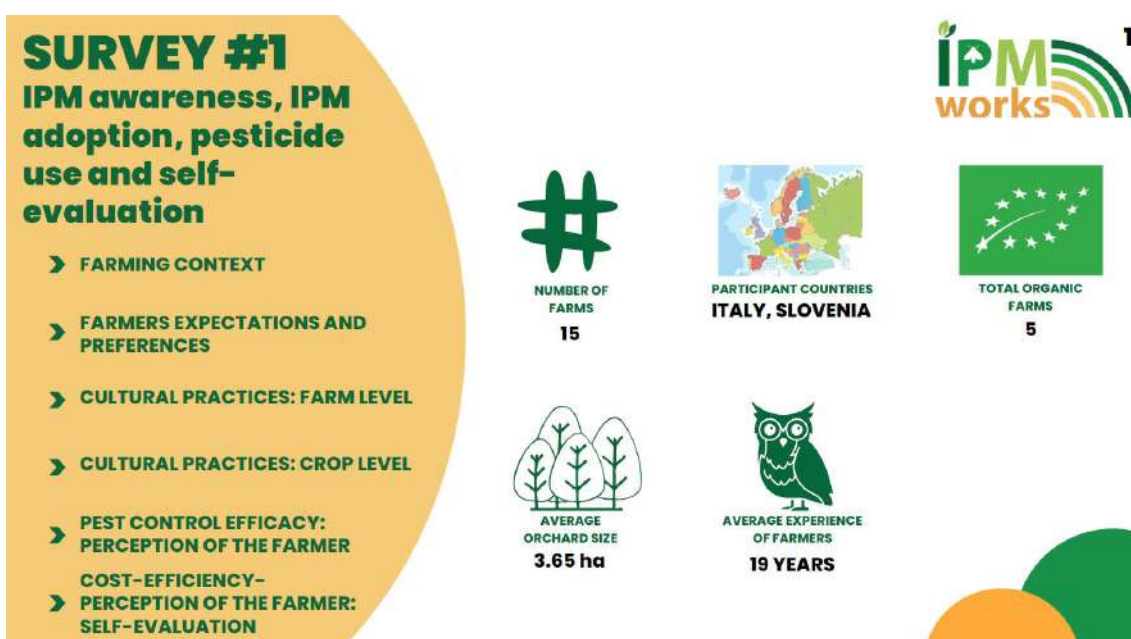 SURVEY #1
IPM awareness, IPM
adoption, pesticide
use and self-
evaluation
FARMING CONTEXT
FARMERS EXPECTATIONS AND
PREFERENCES
CULTURAL PRACTICES: FARM LEVEL
CULTURAL PRACTICES: CROP LEVEL
PEST CONTROL EFFICACY:
PERCEPTION OF THE FARMER
COST-EFFICIENCY-
PERCEPTION OF THE FARMER:
SELF-EVALUATION
IPM
works
1
#
NUMBER OF
FARMS
15
PARTICIPANT COUNTRIES
ITALY, SLOVENIA
TOTAL ORGANIC
FARMS
5
AVERAGE
ORCHARD SIZE
3.65 ha
AVERAGE EXPERIENCE
OF FARMERS
19 YEARS